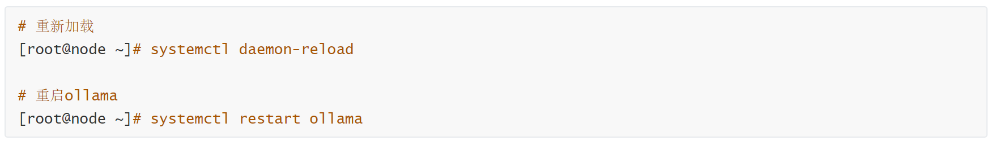 # 重新加载
[root@node ~]# systemctl daemon-reload
# 重启ollama
[root@node ~]# systemctl restart ollama